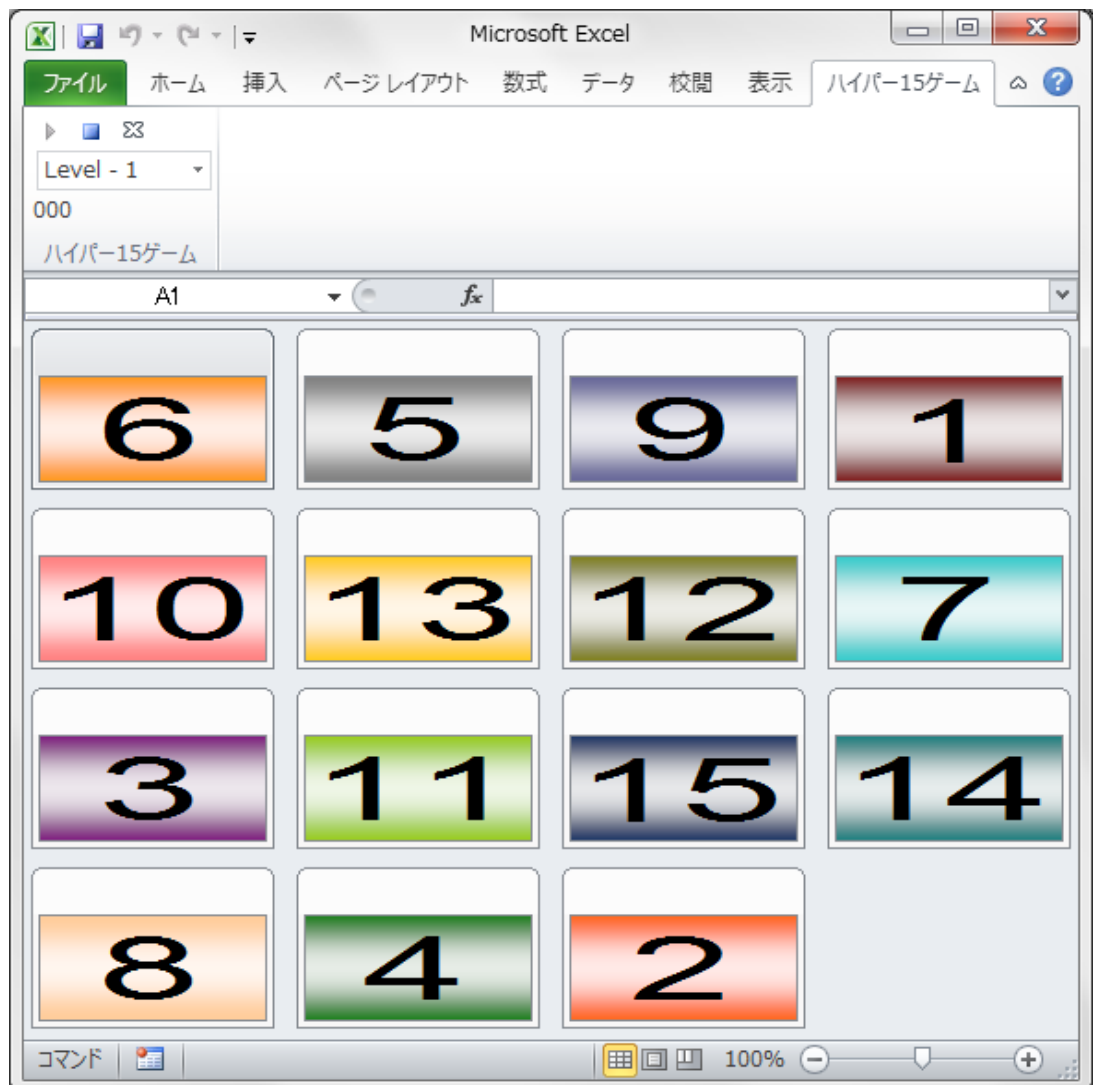 Microsoft Excel
ファイル ホーム 挿入 ページ レイアウト 数式 データ 校閲 表示 ハイパー15ゲーム
Level - 1
000
ハイパー15ゲーム
A1 fx
6 5 9 1
10 13 12 7
3 11 15 14
8 4 2
コマンド 100%